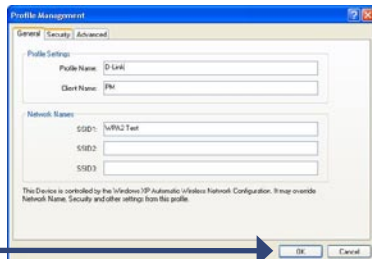 Profile Management
General Security Advanced
Profile Settings
Profile Name: D-Link
Client Name: PM
Network Names
SSID1: WPA2 Test
SSID2:
SSID3:
This Device is controlled by the Windows XP Automatic Wireless Network Configuration. It may override
Network Name, Security and other settings from this profile.
OK Cancel